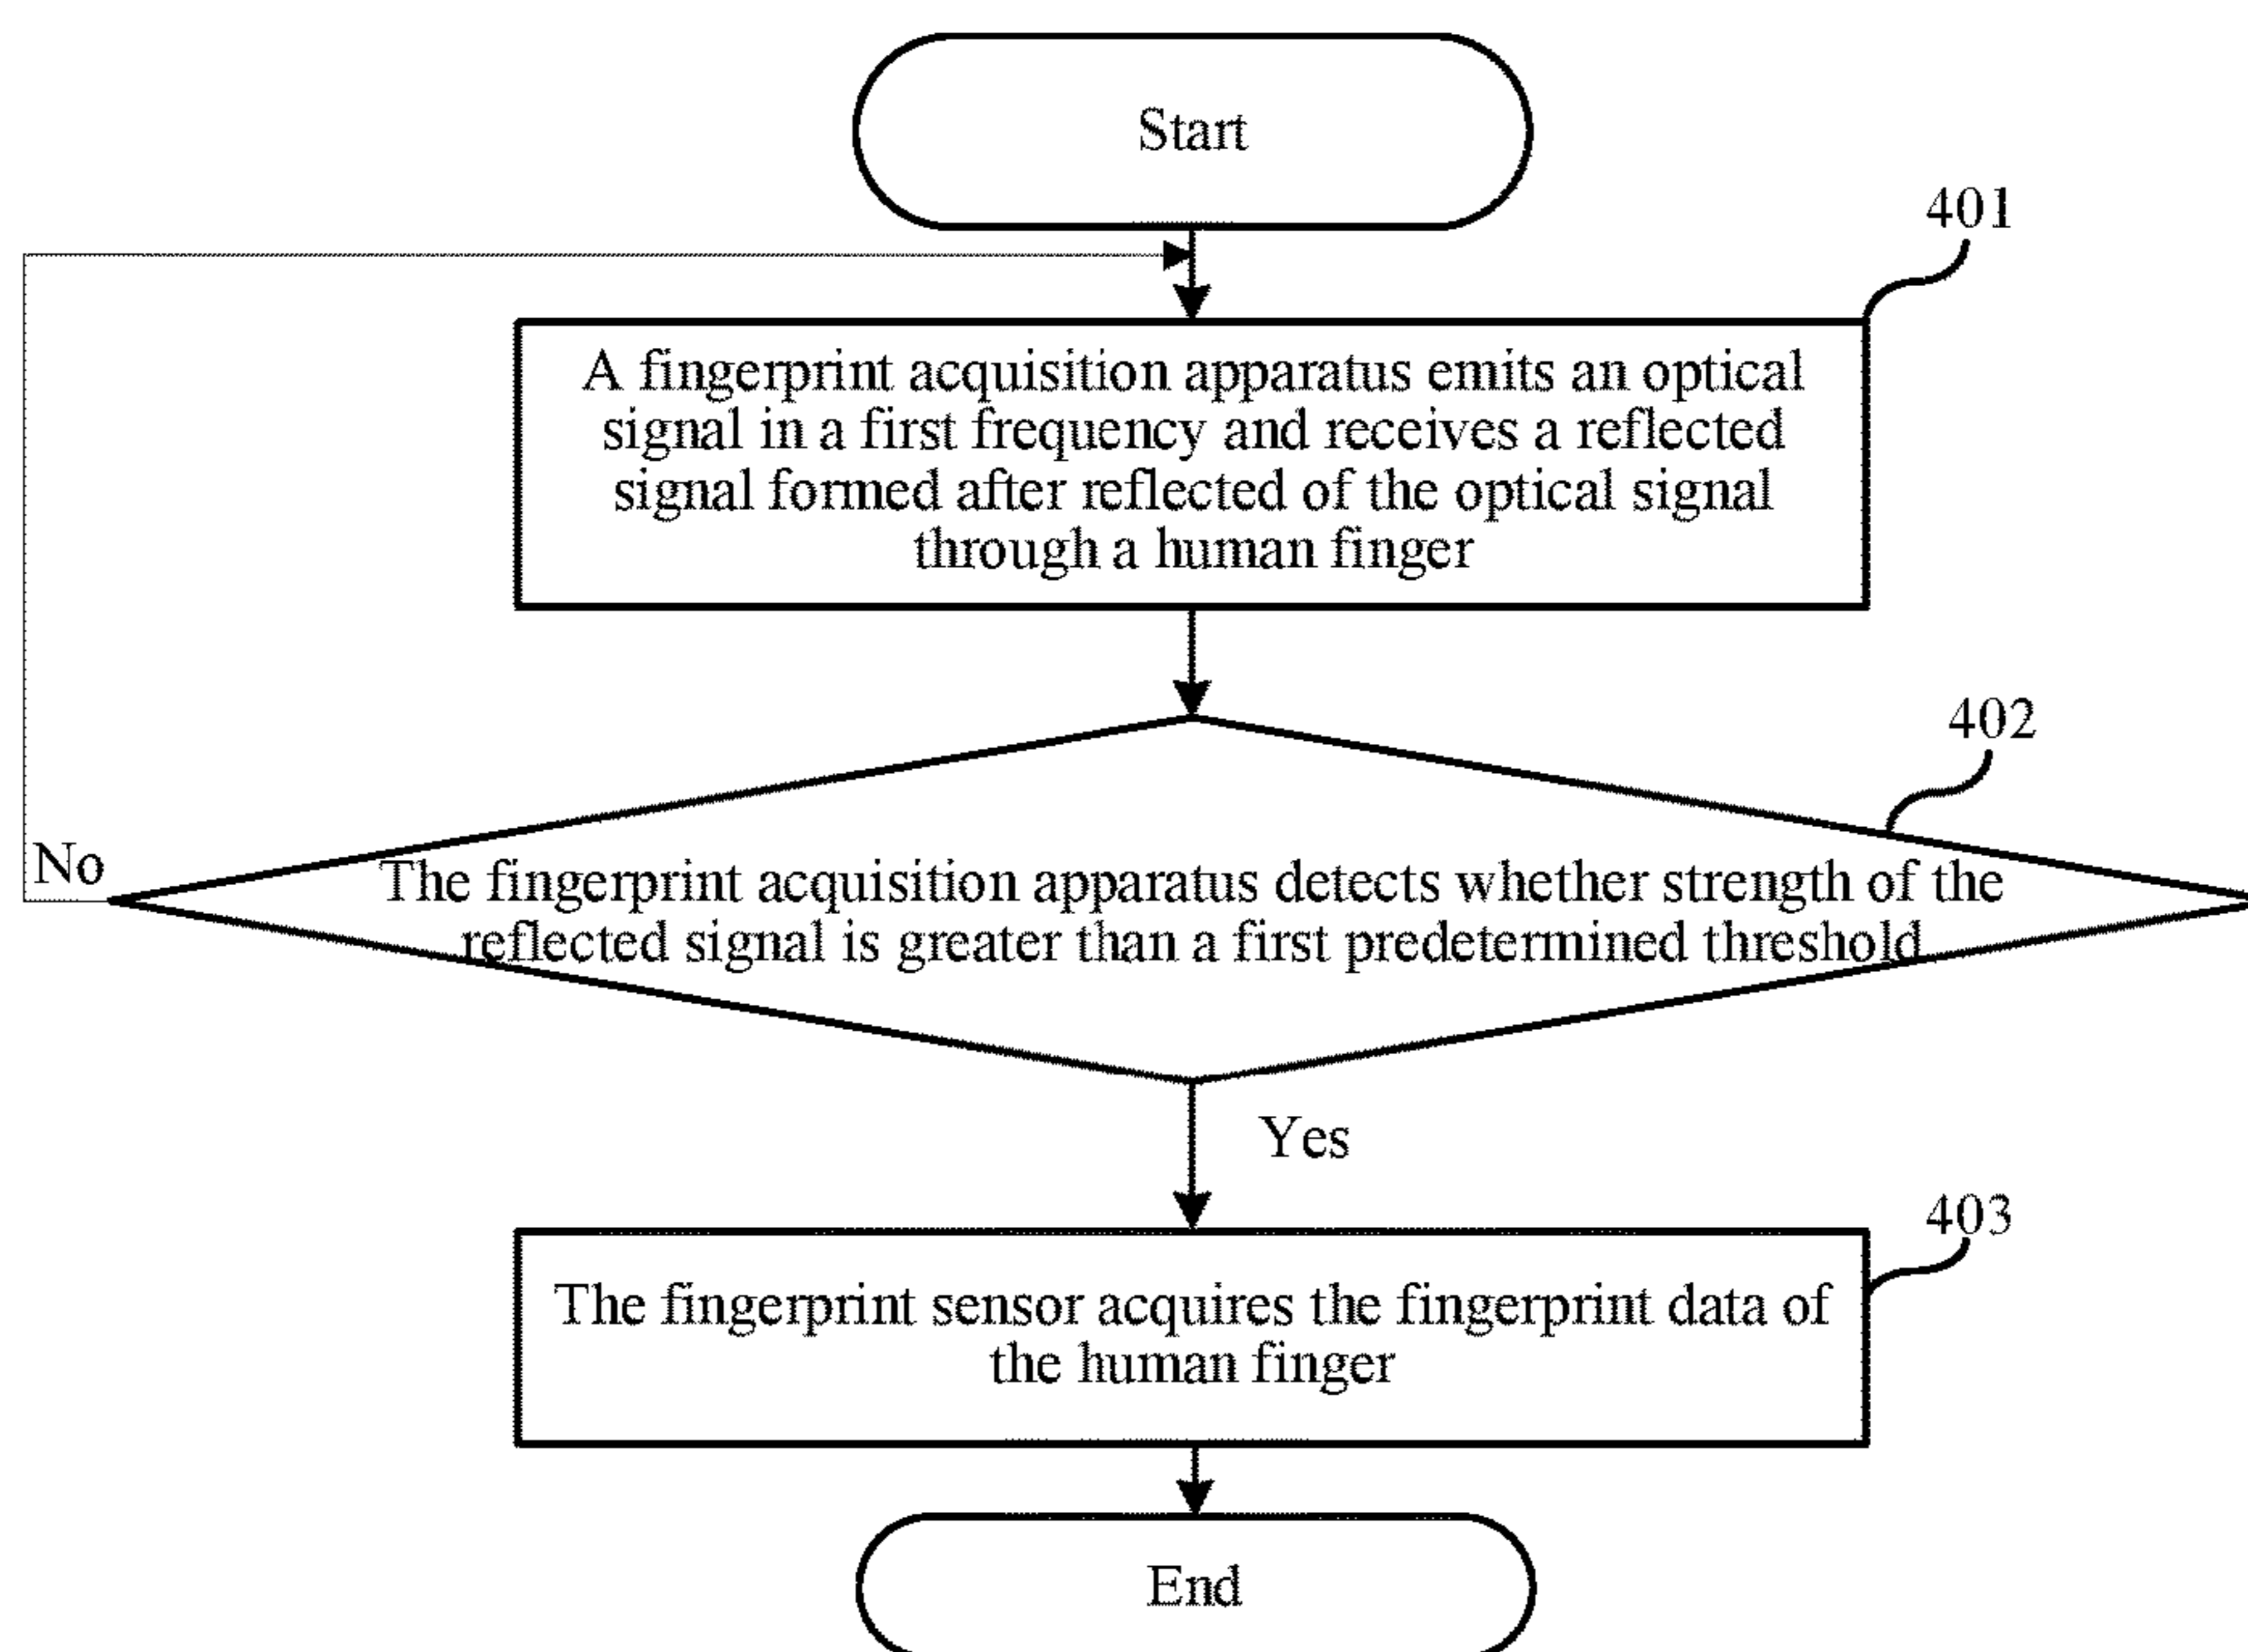 Start
401
A fingerprint acquisition apparatus emits an optical
signal in a first frequency and receives a reflected
signal formed after reflected of the optical signal
through a human finger
402
No
The fingerprint acquisition apparatus detects whether strength of the
reflected signal is greater than a first predetermined threshold
Yes
403
The fingerprint sensor acquires the fingerprint data of
the human finger
End